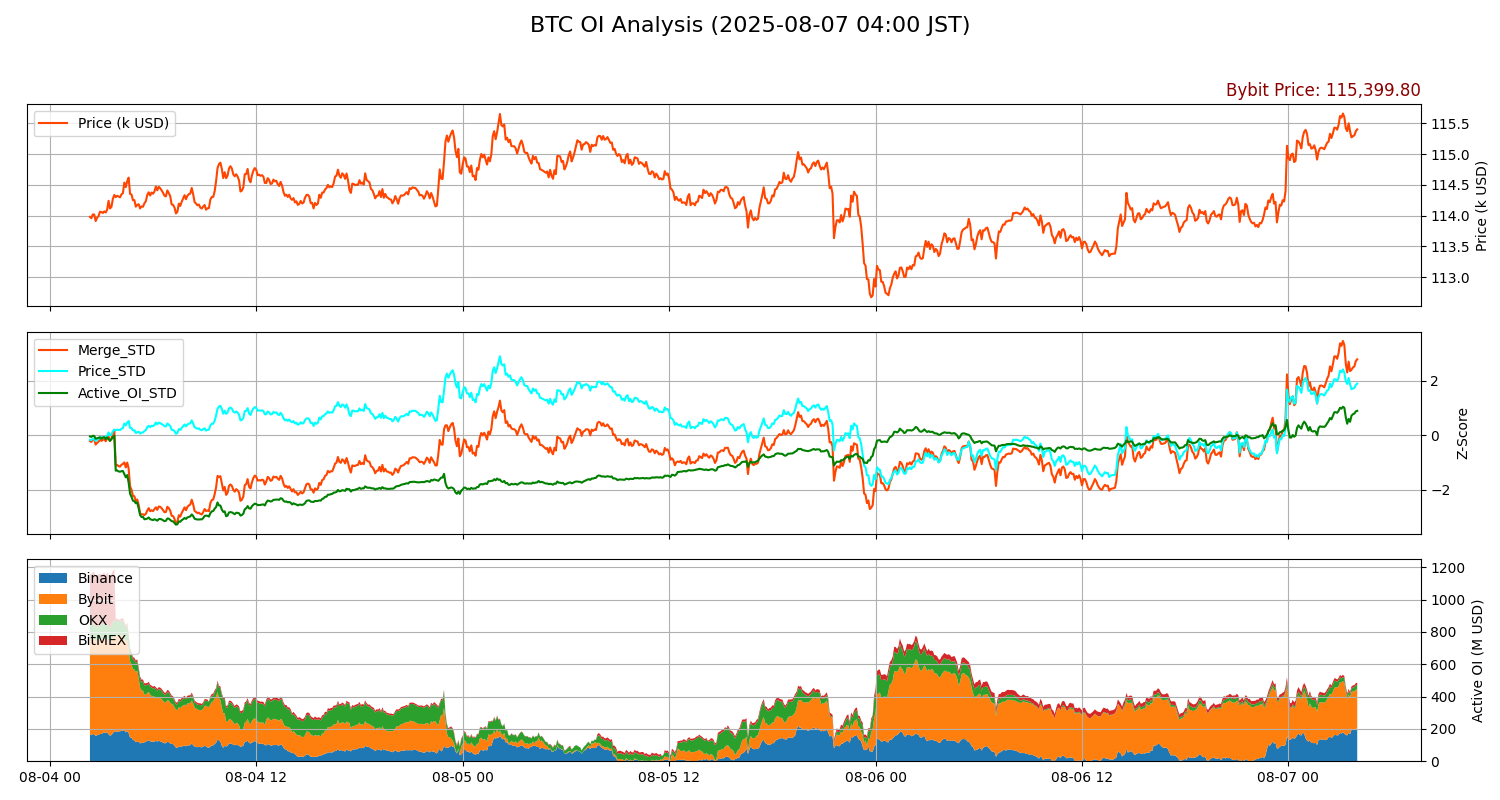 BTC OI Analysis (2025-08-07 04:00 JST)
Bybit Price: 115,399.80
Price (k USD)
115.5
115.0
114.5
114.0
113.5
113.0
Price (k USD)
Merge_STD
Price_STD
Active_OI_STD
2
0
−2
Z-Score
Binance
Bybit
OKX
BitMEX
1200
1000
800
600
400
200
0
Active OI (M USD)
08-04 00
08-04 12
08-05 00
08-05 12
08-06 00
08-06 12
08-07 00